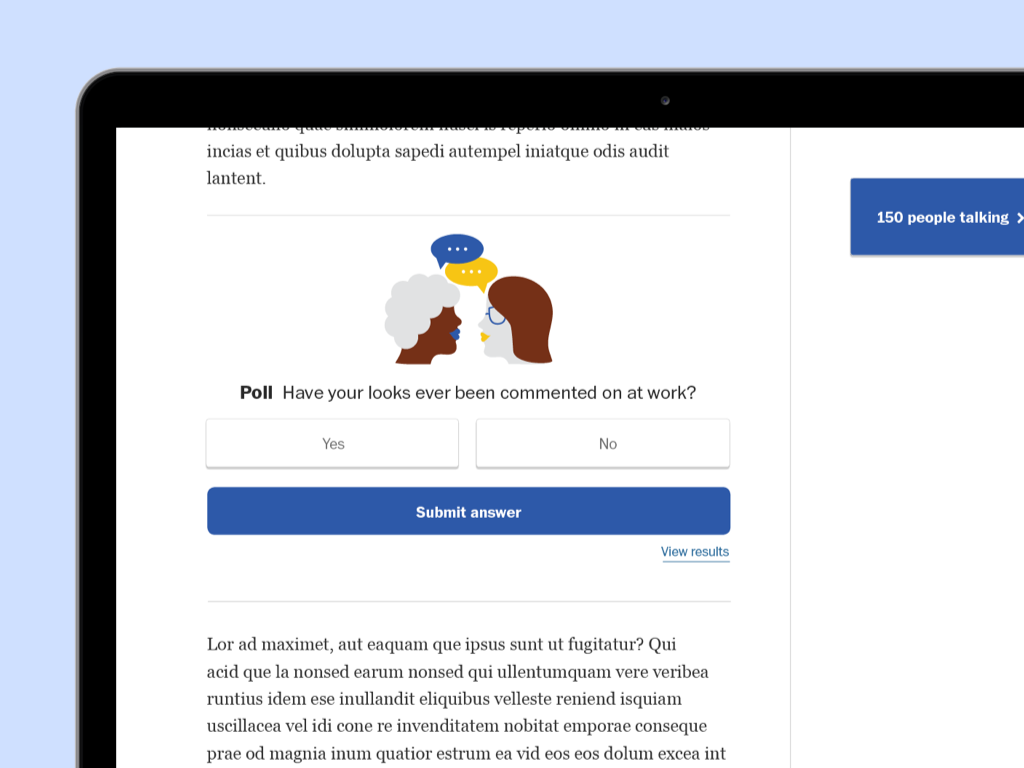 incias et quibus dolupta sapedi autempel iniatque odis audit
lantent.
150 people talking
Poll Have your looks ever been commented on at work?
Yes
No
Submit answer
View results
Lor ad maximet, aut eaquam que ipsus sunt ut fugitatur? Qui
acid que la nonsed earum nonsed qui ullentumquam vere veribea
runtius idem ese inullandit eliquibus velleste reniend isquiam
uscillacea vel idi cone re invenditatem nobitat emporae conseque
prae od magnia inum quatior estrum ea vid eos eos dolum excea int